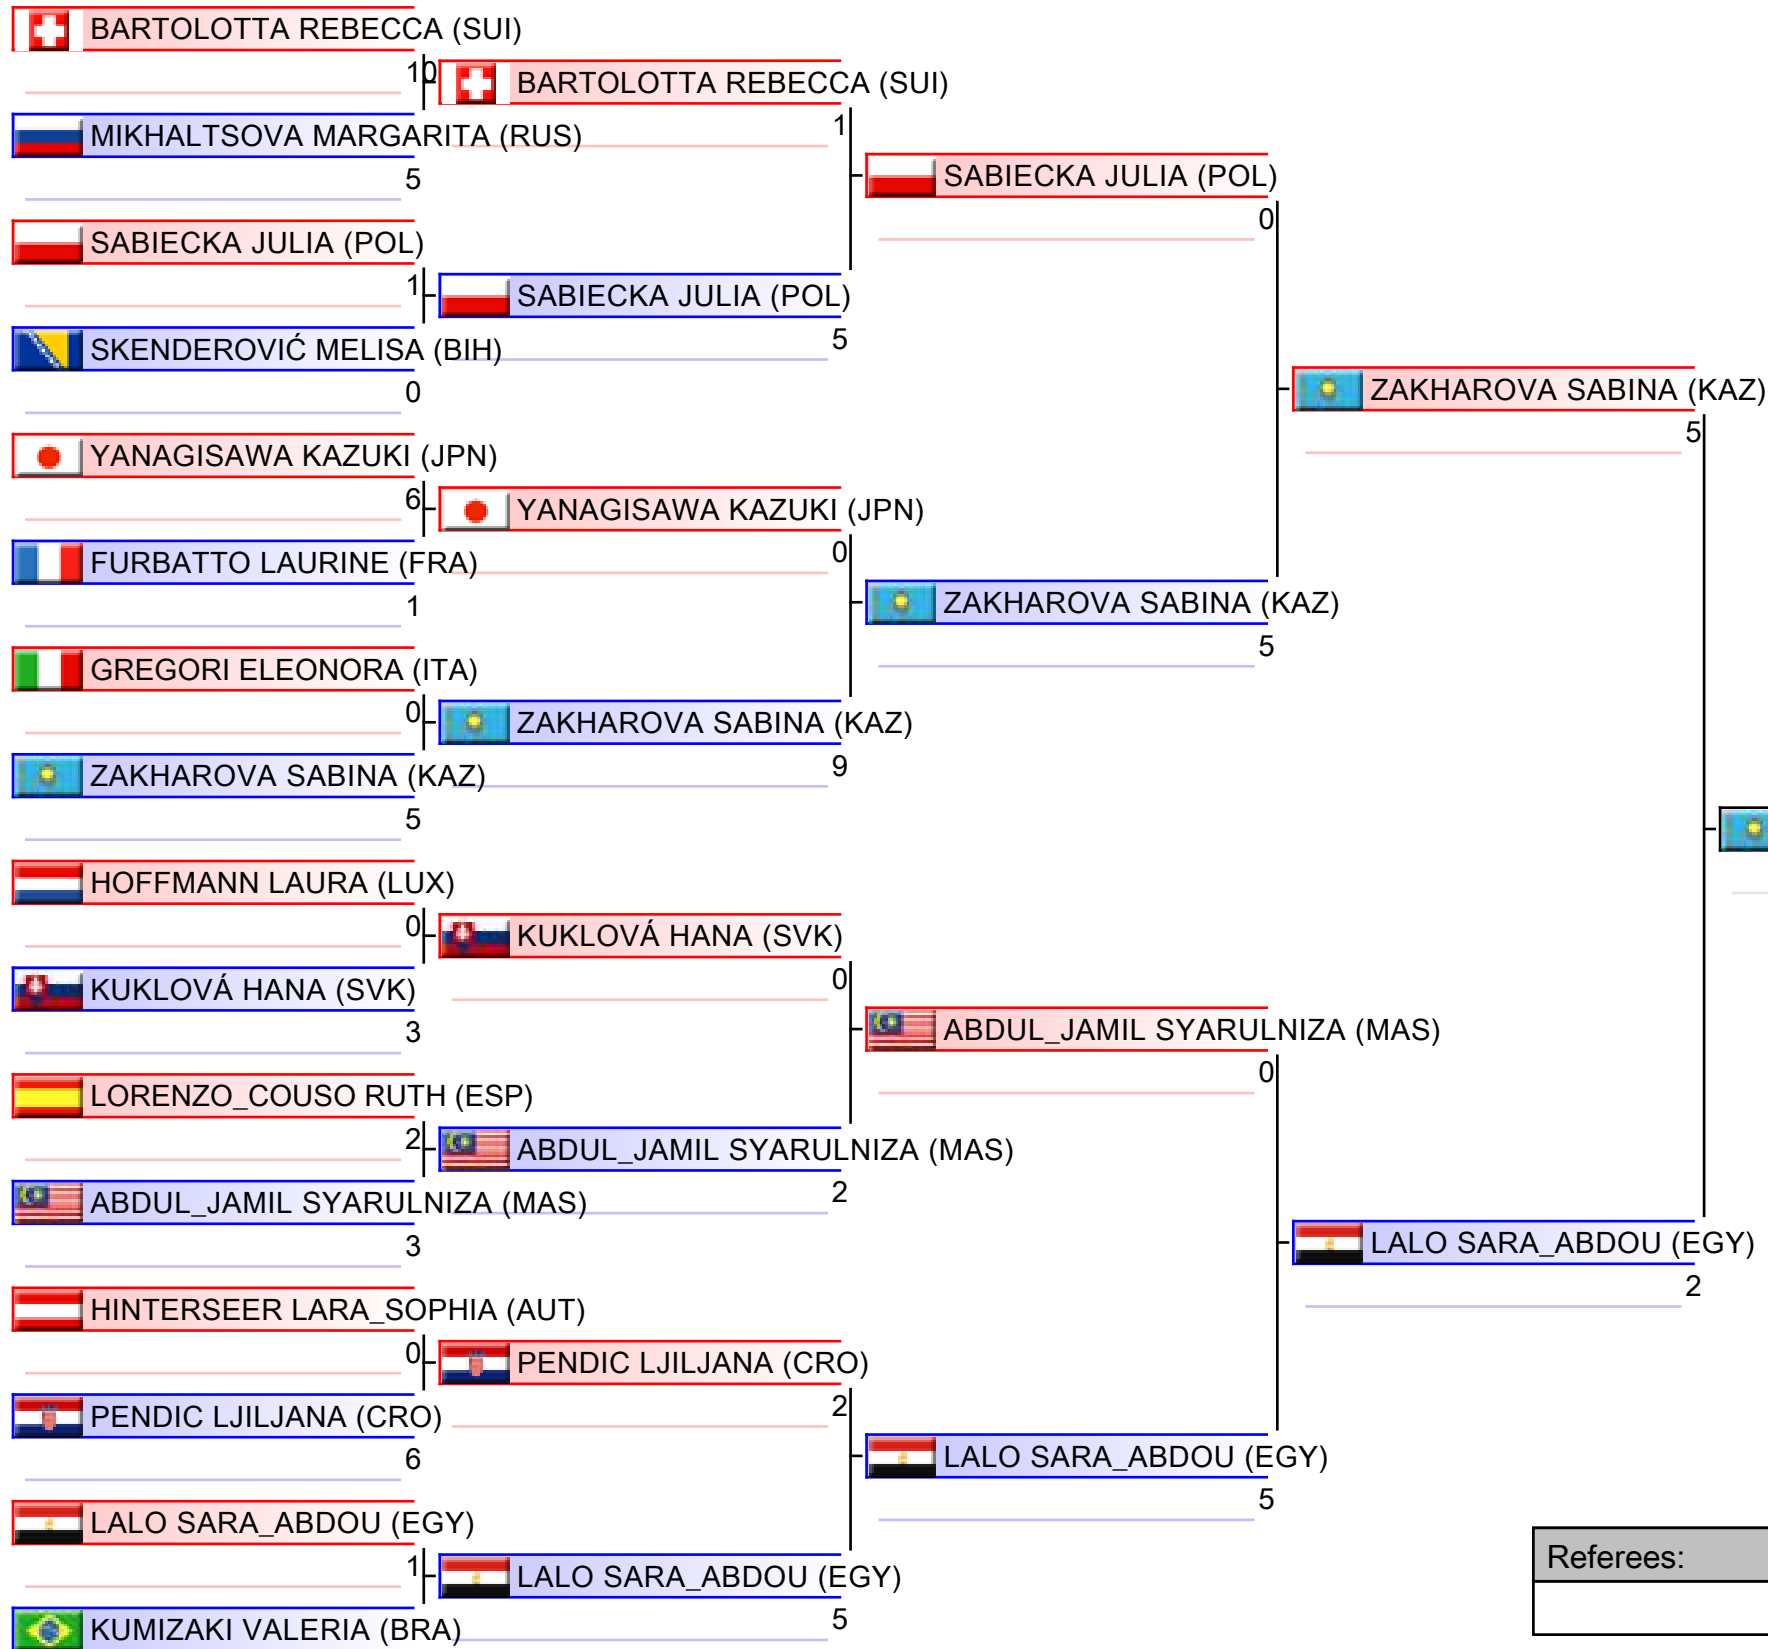 BARTOLOTTA REBECCA (SUI)
10
MIKHALTSOVA MARGARITA (RUS)
5
SABIECKA JULIA (POL)
1
SKENDEROVIĆ MELISA (BIH)
0
YANAGISAWA KAZUKI (JPN)
6
FURBATTO LAURINE (FRA)
1
GREGORI ELEONORA (ITA)
0
ZAKHAROVA SABINA (KAZ)
5
HOFFMANN LAURA (LUX)
0
KUKLOVÁ HANA (SVK)
3
LORENZO_COUSO RUTH (ESP)
2
ABDUL_JAMIL SYARULNIZA (MAS)
3
HINTERSEER LARA_SOPHIA (AUT)
0
PENDIC LJILJANA (CRO)
6
LALO SARA_ABDOU (EGY)
1
KUMIZAKI VALERIA (BRA)
BARTOLOTTA REBECCA (SUI)
1
SABIECKA JULIA (POL)
5
YANAGISAWA KAZUKI (JPN)
0
ZAKHAROVA SABINA (KAZ)
9
KUKLOVÁ HANA (SVK)
0
ABDUL_JAMIL SYARULNIZA (MAS)
2
PENDIC LJILJANA (CRO)
2
LALO SARA_ABDOU (EGY)
5
SABIECKA JULIA (POL)
0
ZAKHAROVA SABINA (KAZ)
5
ABDUL_JAMIL SYARULNIZA (MAS)
0
LALO SARA_ABDOU (EGY)
5
ZAKHAROVA SABINA (KAZ)
5
LALO SARA_ABDOU (EGY)
2
Referees: